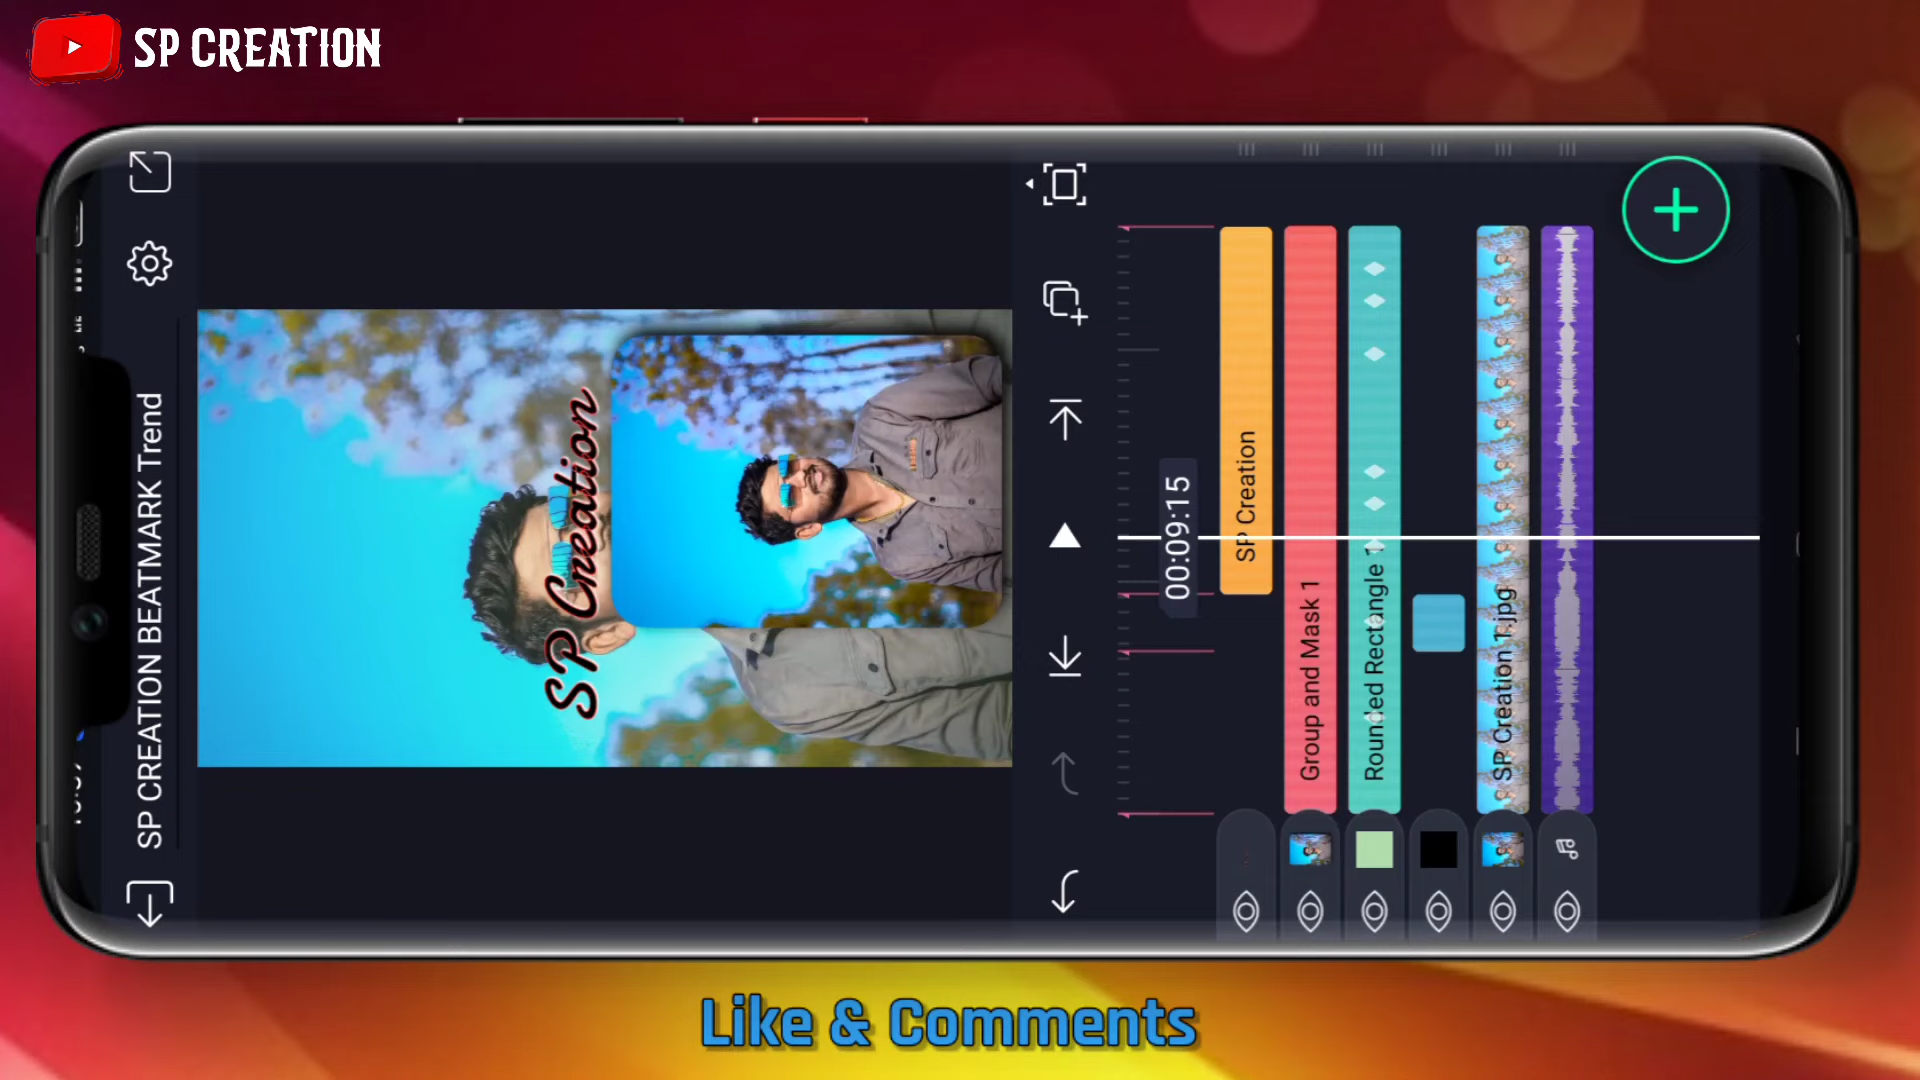 SP CREATION
SP CREATION BEATMARK Trend
SP Creation
00:09:15
SP Creation
Group and Mask 1
Rounded Rectangle 1
SP Creation 1.jpg
Like & Comments